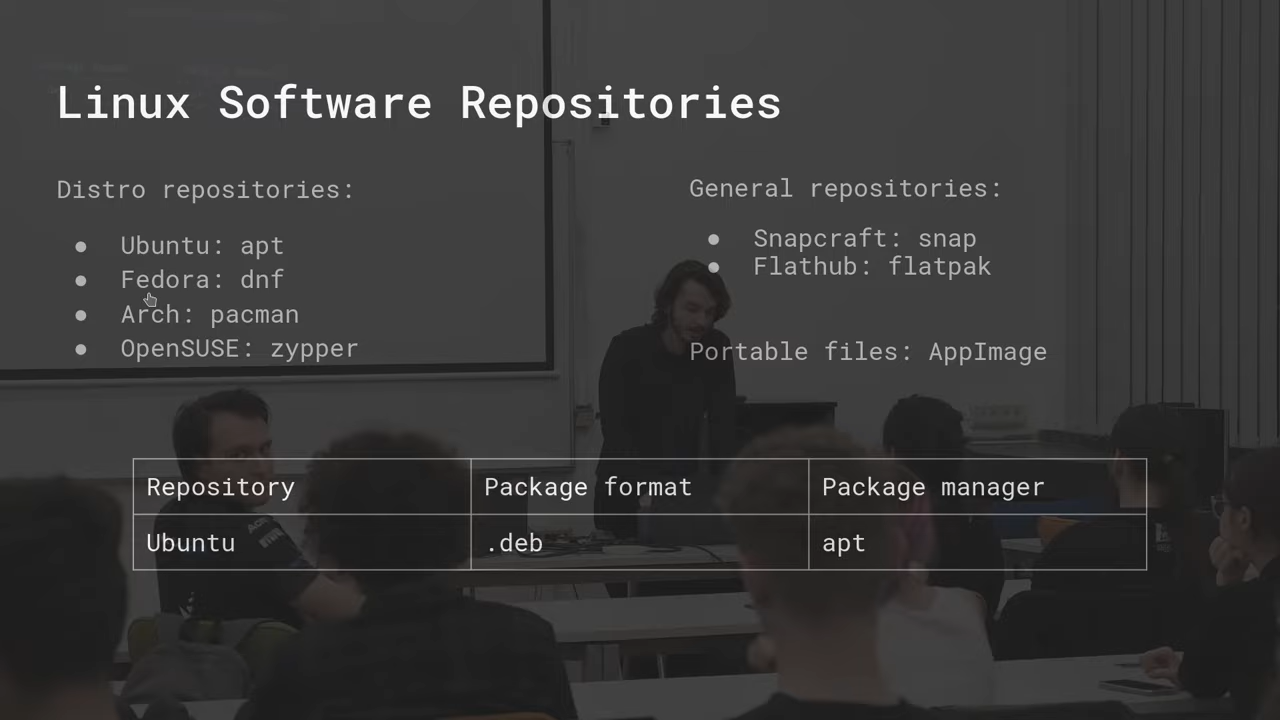 Linux Software Repositories
Distro repositories:
● Ubuntu: apt
● Fedora: dnf
● Arch: pacman
● OpenSUSE: zypper
General repositories:
● Snapcraft: snap
● Flathub: flatpak
Portable files: AppImage
Repository Package format Package manager
Ubuntu .deb apt